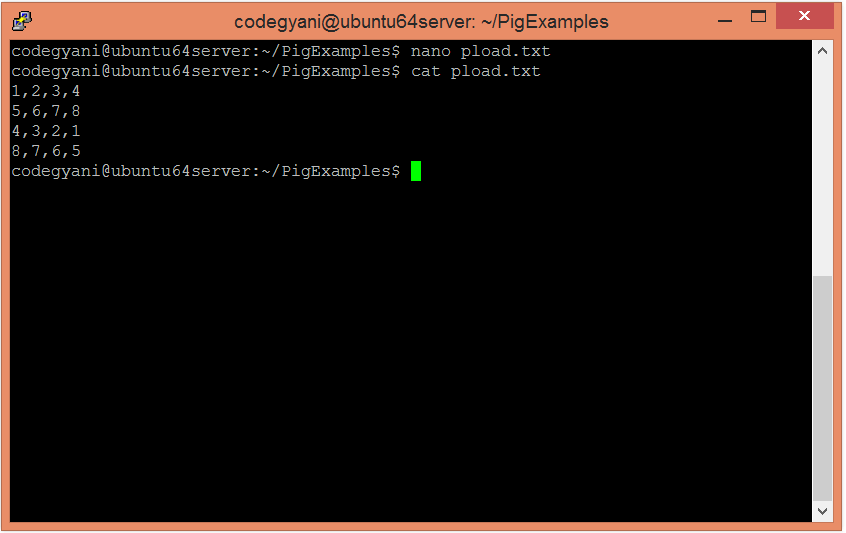 codegyani@ubuntu64server: ~/PigExamples
codegyani@ubuntu64server:~/PigExamples$ nano pload.txt
codegyani@ubuntu64server:~/PigExamples$ cat pload.txt
1,2,3,4
5,6,7,8
4,3,2,1
8,7,6,5
codegyani@ubuntu64server:~/PigExamples$